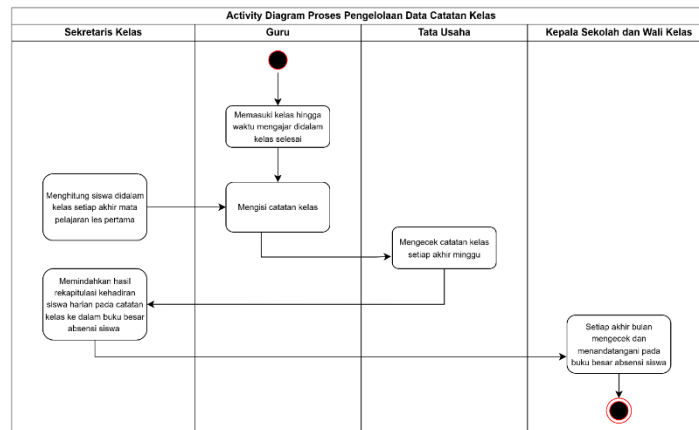 Activity Diagram Proses Pengelolaan Data Catatan Kelas
Sekretaris Kelas
Guru
Tata Usaha
Kepala Sekolah dan Wali Kelas
Memasuki kelas hingga
waktu mengajar didalam
kelas selesai
Menghitung siswa didalam
kelas setiap akhir mata
pelajaran les pertama
Mengisi catatan kelas
Mengecek catatan kelas
setiap akhir minggu
Memindahkan hasil
rekapitulasi kehadiran
siswa harian pada catatan
kelas ke dalam buku besar
absensi siswa
Setiap akhir bulan
mengecek dan
menandatangani pada
buku besar absensi siswa